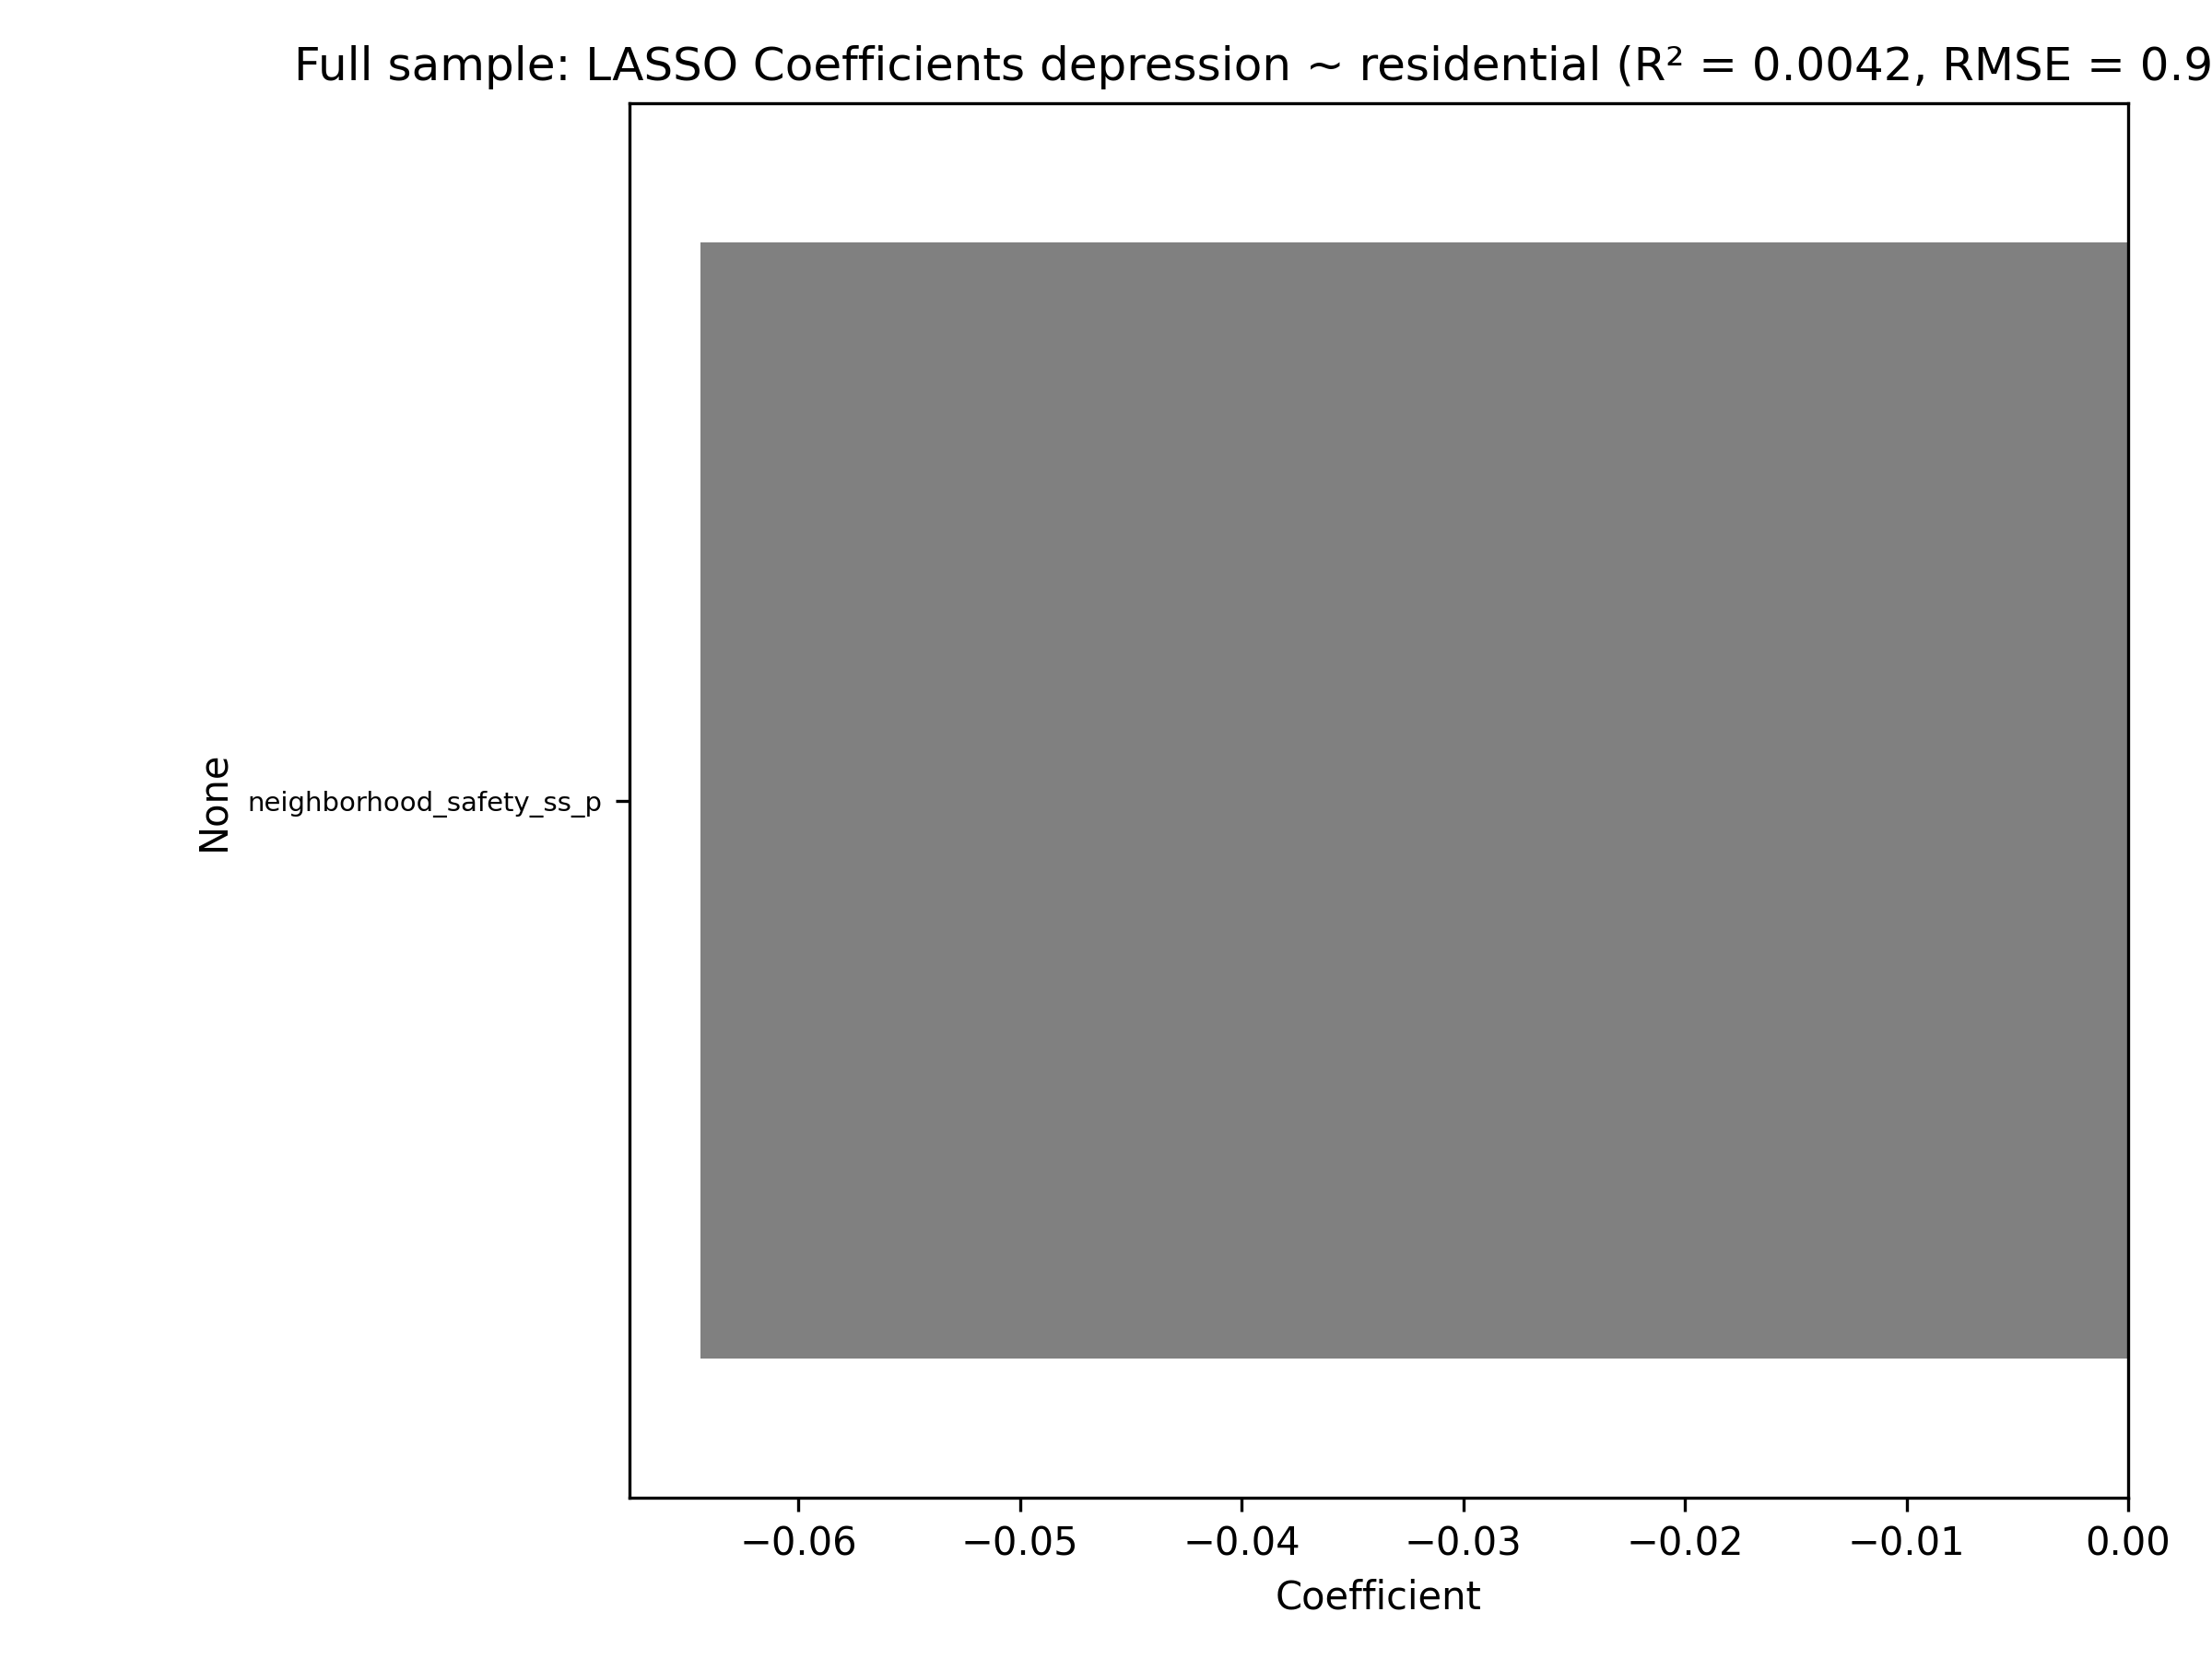 Full sample: LASSO Coefficients depression ~ residential (R² = 0.0042, RMSE = 0.9
None
neighborhood_safety_ss_p
−0.06 −0.05 −0.04 −0.03 −0.02 −0.01 0.00
Coefficient